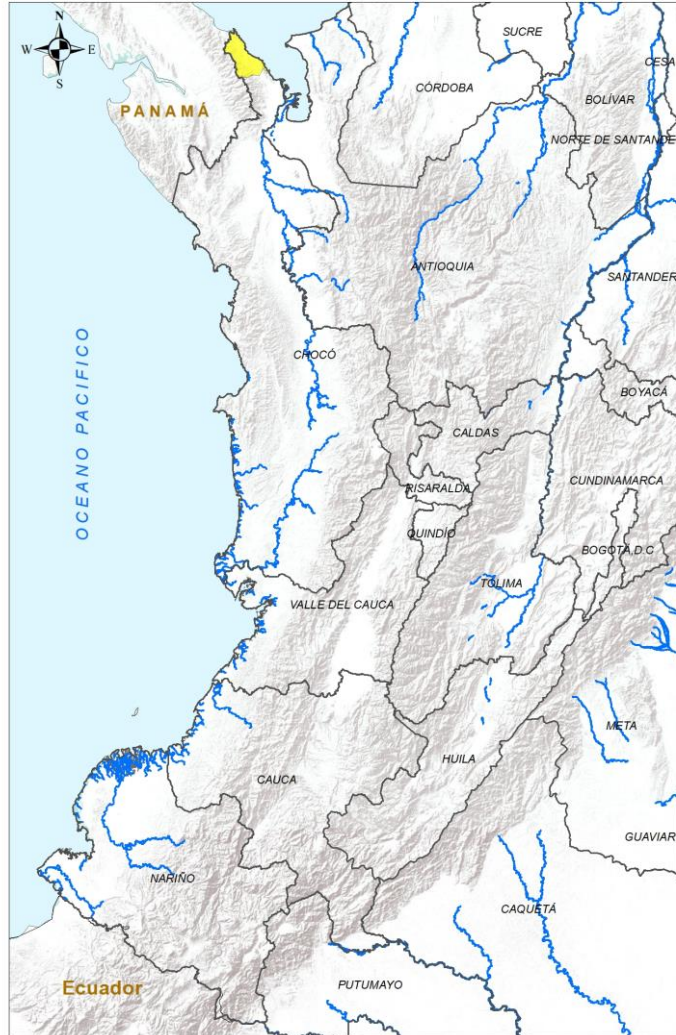 N
W E
S
SUCRE
CESA
CÓRDOBA
BOLÍVAR
PANAMÁ
NORTE DE SANTANDE
ANTIOQUIA
SANTANDER
CHOCÓ
BOYACÁ
CALDAS
OCEANO PACIFICO
CUNDINAMARCA
RISARALDA
QUINDÍO
BOGOTÁ D.C
TOLIMA
VALLE DEL CAUCA
META
HUILA
CAUCA
GUAVIAR
NARIÑO
CAQUETÁ
Ecuador
PUTUMAYO